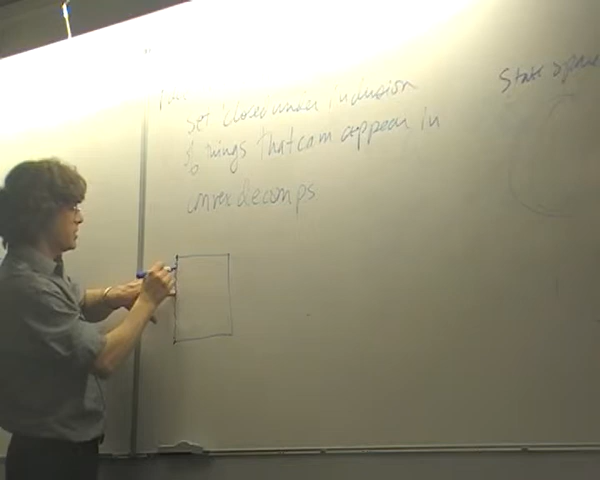 set closed under inclusion
of things that can appear in
convex decomps
State space